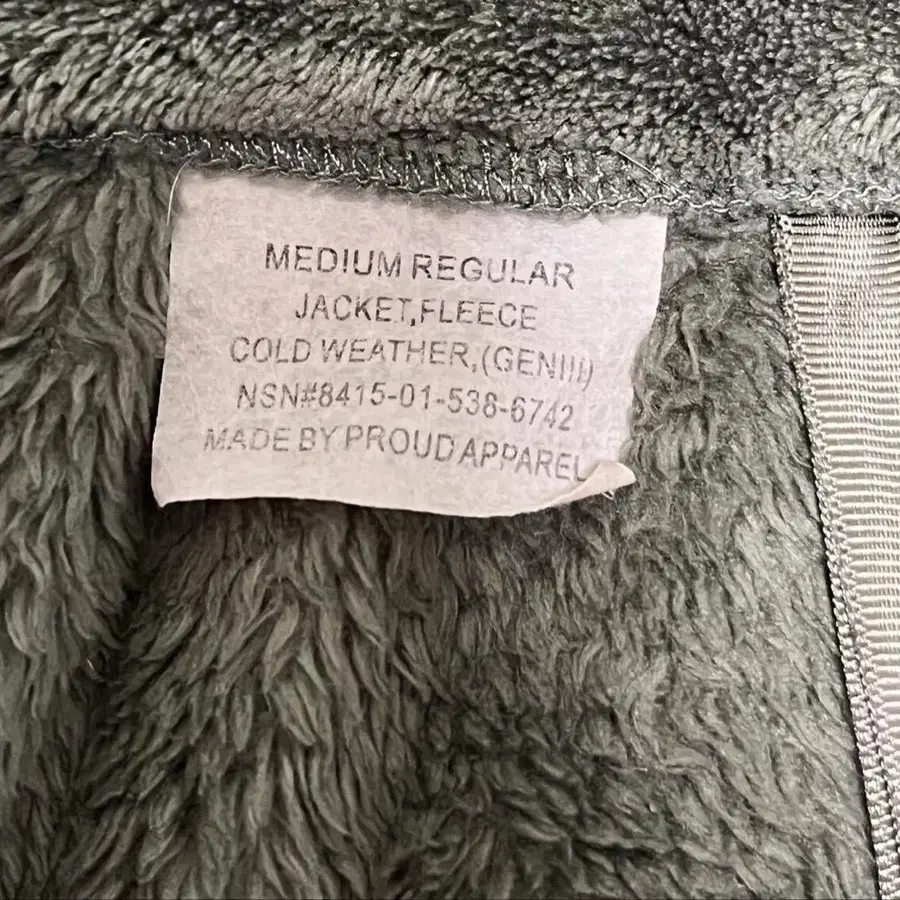 MEDIUM REGULAR
JACKET,FLEECE
COLD WEATHER,(GENIII)
NSN#8415-01-538-6742
MADE BY PROUD APPAREL